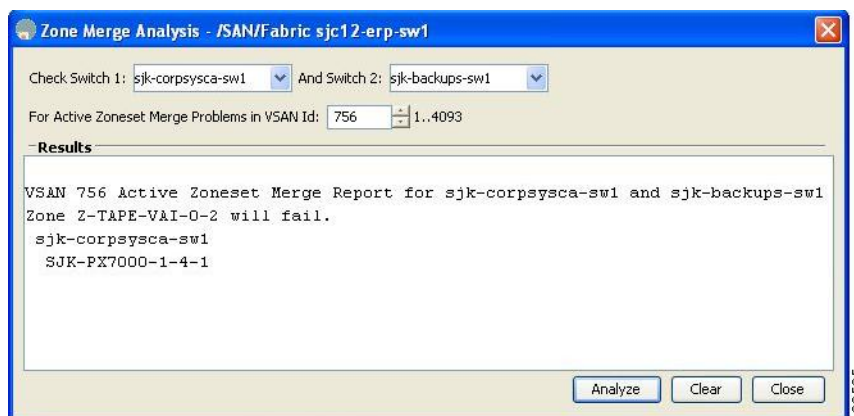 Zone Merge Analysis - /SAN/Fabric sjc12-erp-sw1
Check Switch 1: sjk-corpsysca-sw1 And Switch 2: sjk-backups-sw1
For Active Zoneset Merge Problems in VSAN Id: 756 1..4093
Results
VSAN 756 Active Zoneset Merge Report for sjk-corpsysca-sw1 and sjk-backups-sw1
Zone Z-TAPE-VAI-O-2 will fail.
sjk-corpsysca-sw1
SJK-PX7000-1-4-1
Analyze Clear Close